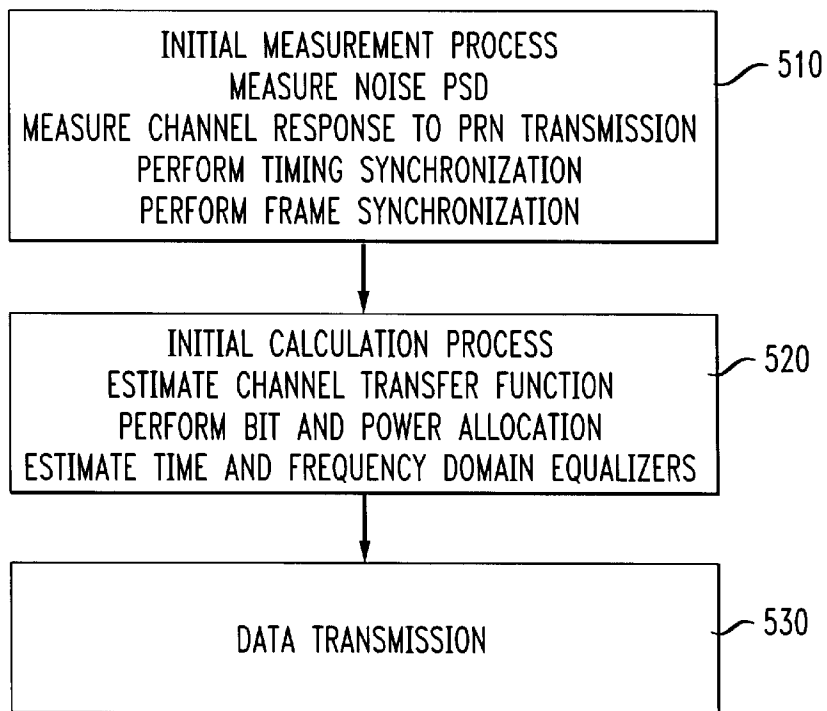 INITIAL MEASUREMENT PROCESS
MEASURE NOISE PSD
MEASURE CHANNEL RESPONSE TO PRN TRANSMISSION
PERFORM TIMING SYNCHRONIZATION
PERFORM FRAME SYNCHRONIZATION
510
INITIAL CALCULATION PROCESS
ESTIMATE CHANNEL TRANSFER FUNCTION
PERFORM BIT AND POWER ALLOCATION
ESTIMATE TIME AND FREQUENCY DOMAIN EQUALIZERS
520
DATA TRANSMISSION
530